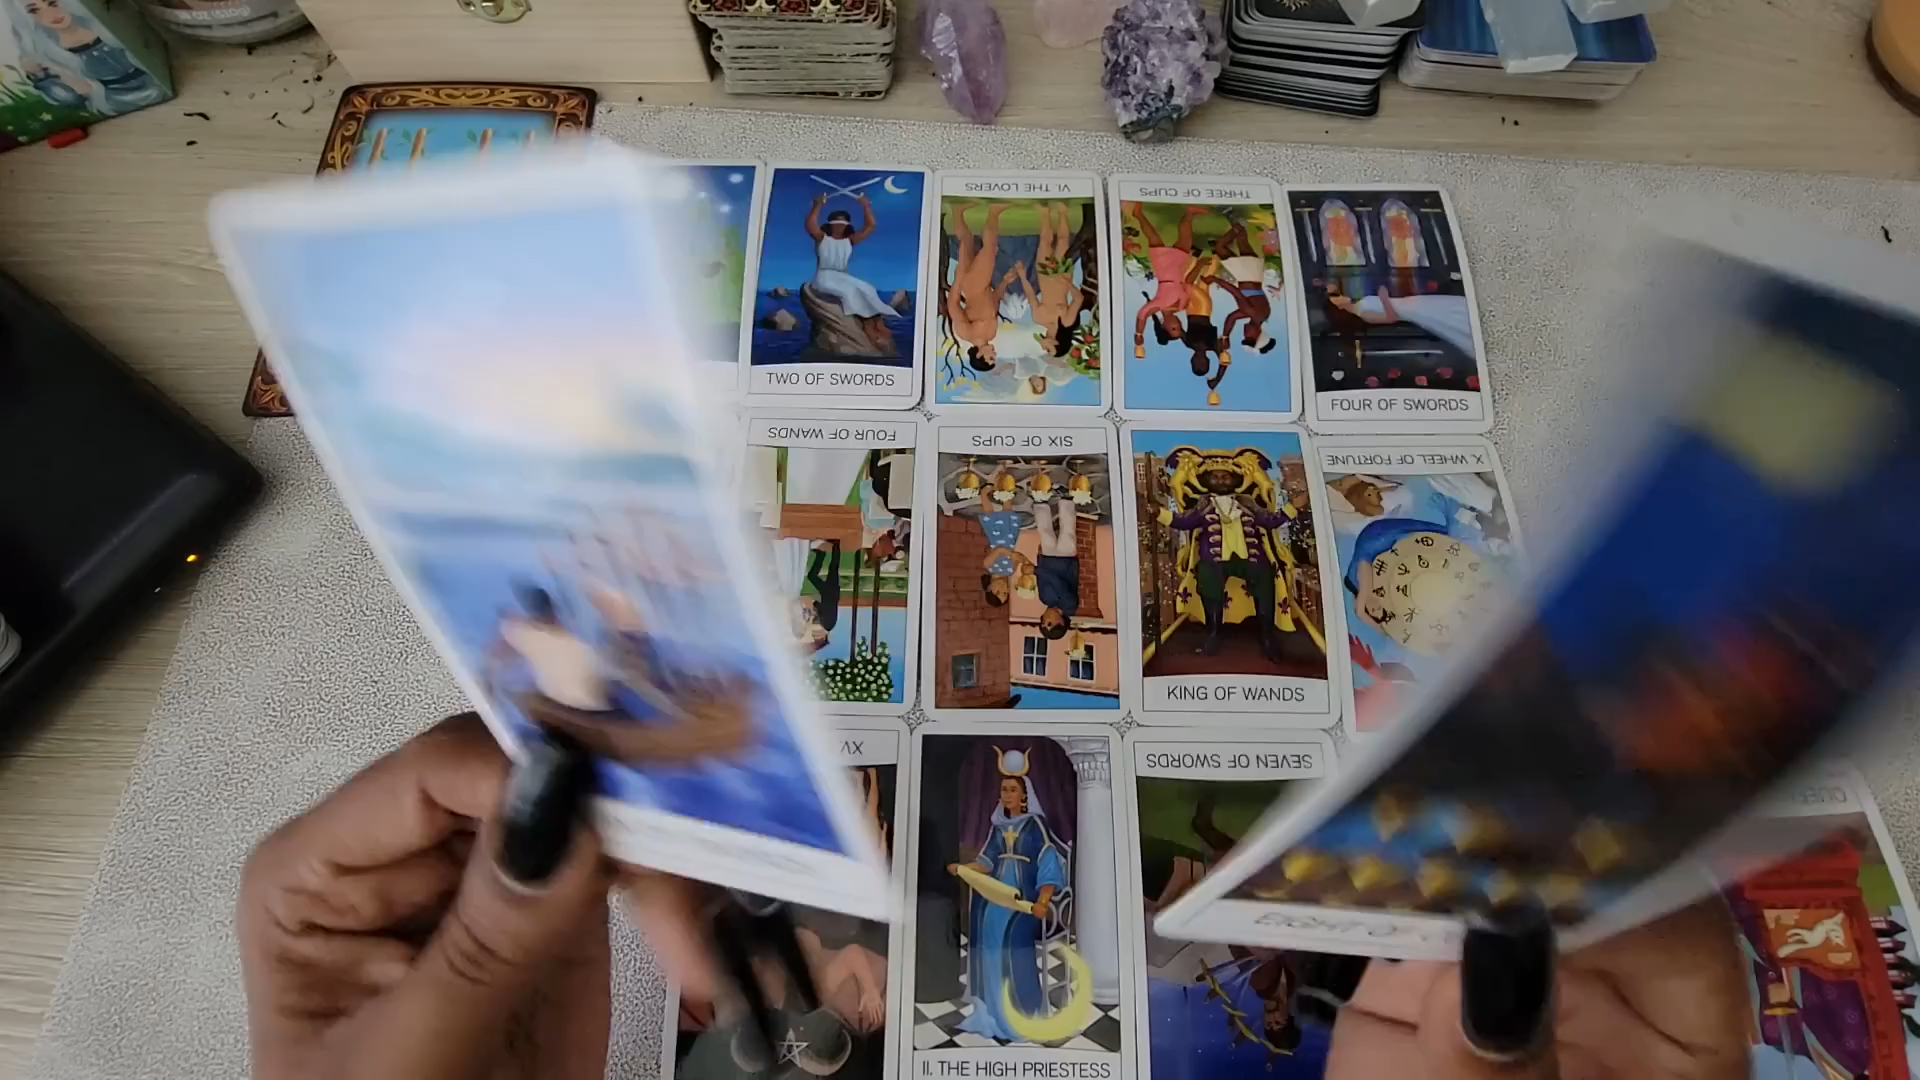 VI. THE LOVERS
THREE OF CUPS
TWO OF SWORDS
FOUR OF SWORDS
FOUR OF WANDS
SIX OF CUPS
X. WHEEL OF FORTUNE
KING OF WANDS
XV
SEVEN OF SWORDS
II. THE HIGH PRIESTESS